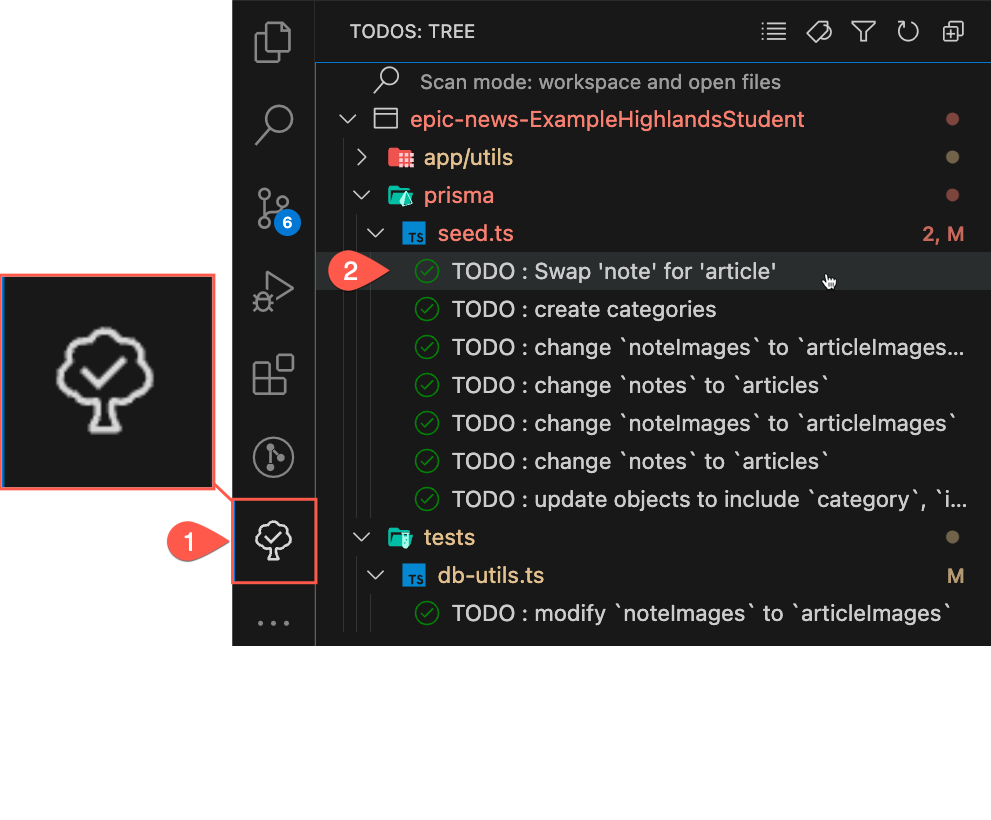 TODOS: TREE
Scan mode: workspace and open files
epic-news-ExampleHighlandsStudent
app/utils
prisma
TS seed.ts 2, M
6
2 TODO : Swap 'note' for 'article'
TODO : create categories
TODO : change `noteImages` to `articleImages...
TODO : change `notes` to `articles`
TODO : change `noteImages` to `articleImages`
TODO : change `notes` to `articles`
TODO : update objects to include `category`, `i...
1
tests
TS db-utils.ts M
TODO : modify `noteImages` to `articleImages`